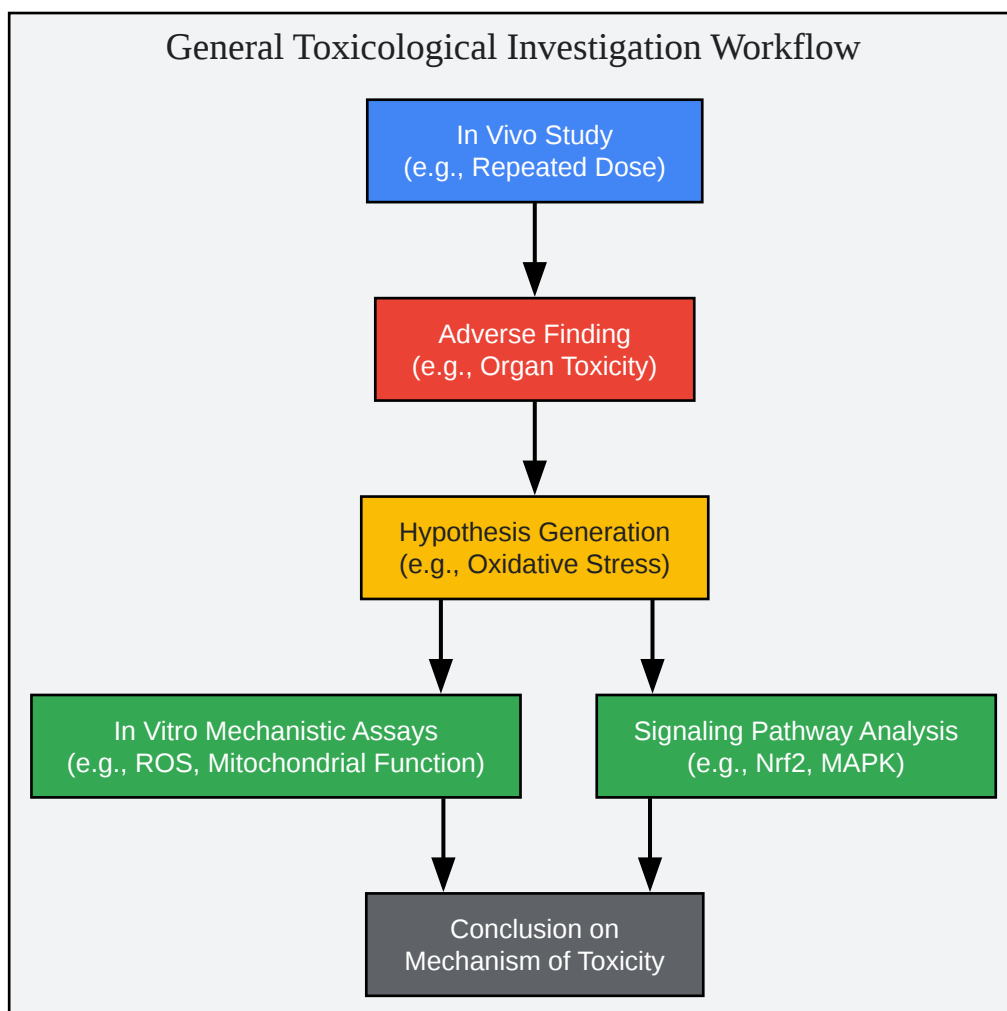 General Toxicological Investigation Workflow
In Vivo Study
(e.g., Repeated Dose)
Adverse Finding
(e.g., Organ Toxicity)
Hypothesis Generation
(e.g., Oxidative Stress)
In Vitro Mechanistic Assays
(e.g., ROS, Mitochondrial Function)
Signaling Pathway Analysis
(e.g., Nrf2, MAPK)
Conclusion on
Mechanism of Toxicity